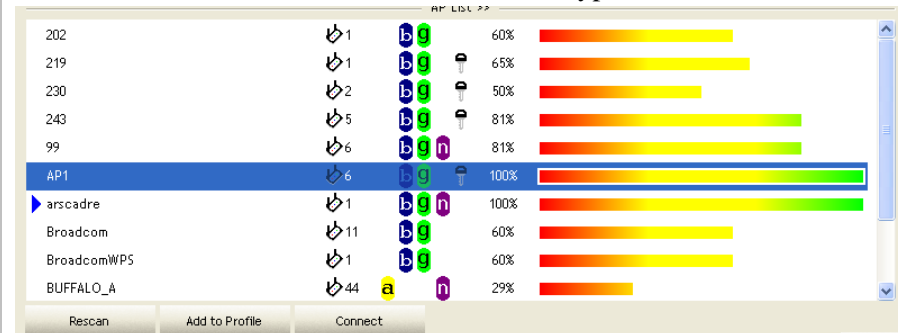 AP List >>
202 1 b g 60%
219 1 b g 65%
230 2 b g 50%
243 5 b g 81%
99 6 b g n 81%
AP1 6 b g 100%
arscadre 1 b g n 100%
Broadcom 11 b g 60%
BroadcomWPS 1 b g 60%
BUFFALO_A 44 a n 29%
Rescan Add to Profile Connect